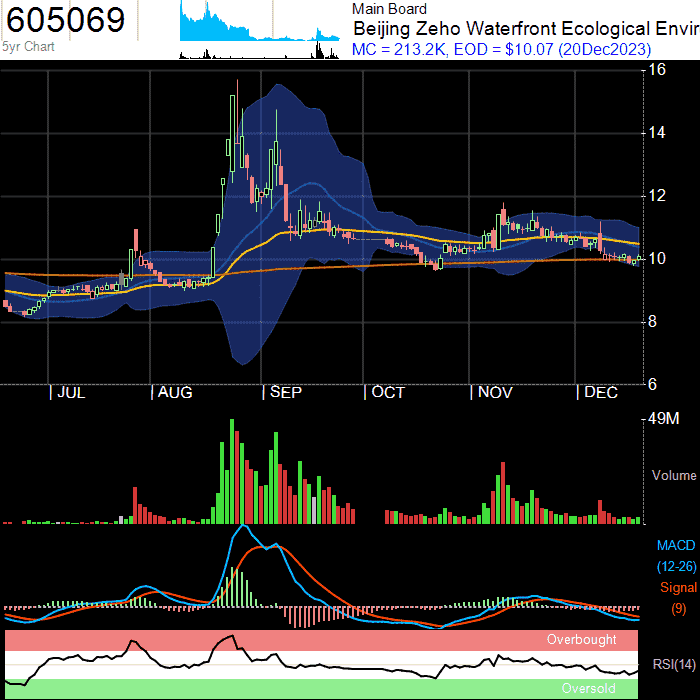 605069
5yr Chart
Main Board
Beijing Zeho Waterfront Ecological Envir
MC = 213.2K, EOD = $10.07 (20Dec2023)
16
14
12
10
8
6
| JUL | AUG | SEP | OCT | NOV | DEC
49M
Volume
MACD
(12-26)
Signal
(9)
Overbought
RSI(14)
Oversold